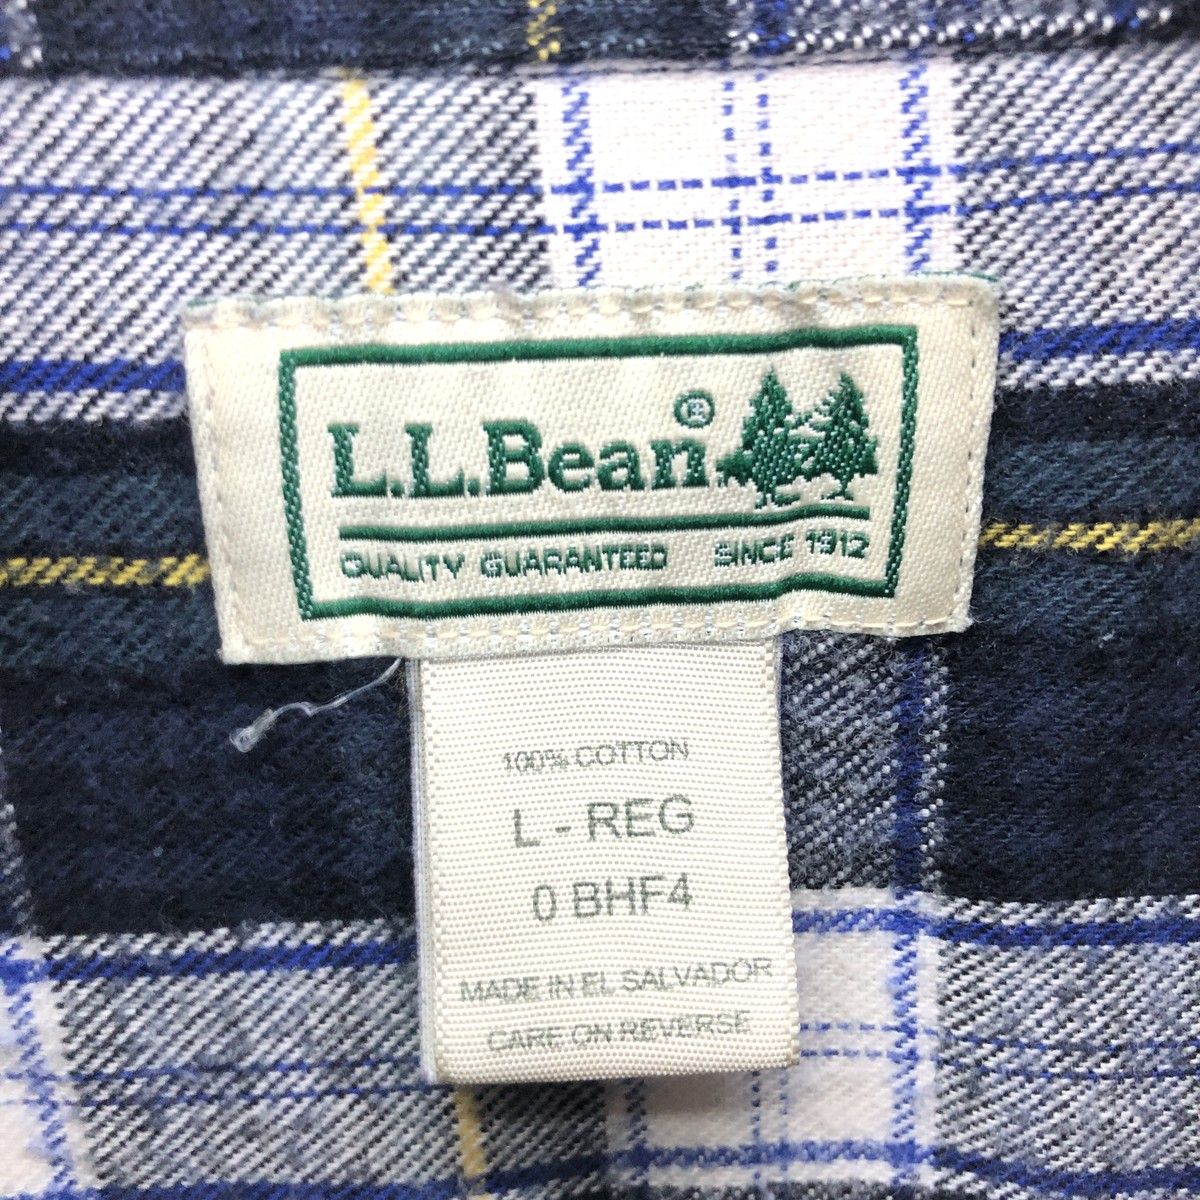 L.L.Bean®
QUALITY GUARANTEED SINCE 1912
100% COTTON
L - REG
0 BHF4
MADE IN EL SALVADOR
CARE ON REVERSE